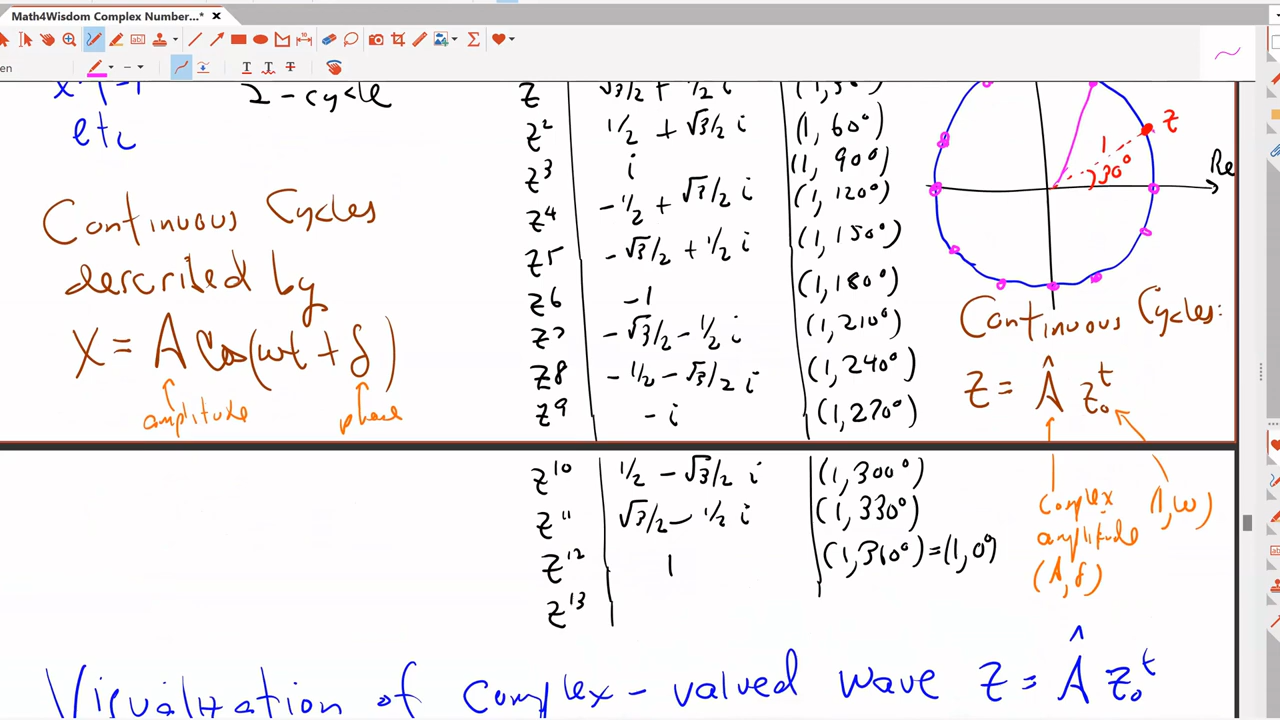 Math4Wisdom Complex Number...*
en
2-cycle
etc
Continuous Cycles
described by
X = A Cos(ωt + δ)
amplitude
phase
Z
√3/2 + 1/2 i
Z² 1/2 + √3/2 i (1, 60°)
Z³ i (1, 90°)
Z4 -1/2 + √3/2 i (1, 120°)
Z5 -√3/2 + 1/2 i (1, 150°)
Z6 -1 (1, 180°)
Z7 -√3/2 - 1/2 i (1, 210°)
Z8 -1/2 - √3/2 i (1, 240°)
Z9 -i (1, 270°)
Z¹⁰ 1/2 - √3/2 i (1, 300°)
Z¹¹ √3/2 - 1/2 i (1, 330°)
Z¹² 1 (1, 360°) = (1, 0°)
Z¹³
Z
1
30°
Re
Continuous Cycles:
Z = Â z₀ᵗ
Complex
amplitude
(A, δ)
(1, ω)
Visualization of Complex-valued wave Z = Â z₀ᵗ